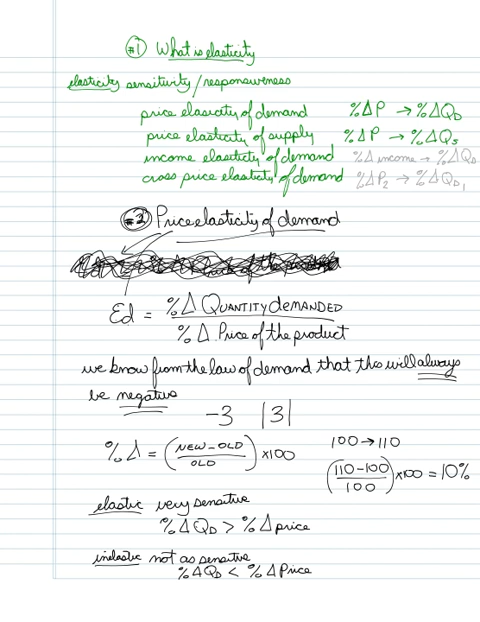 #1 What is elasticity
elasticity sensitivity/responsiveness
price elasticity of demand %ΔP → %ΔQD
price elasticity of supply %ΔP → %ΔQS
income elasticity of demand %Δ income → %ΔQD
cross price elasticity of demand %ΔP2 → %ΔQD1
#2 Price elasticity of demand
Ed = %Δ QUANTITY DEMANDED
%Δ Price of the product
we know from the law of demand that this will always
be negative
-3 |3|
%Δ = (NEW-OLD / OLD) ×100 100 → 110
(110-100 / 100) ×100 = 10%
elastic very sensitive
%ΔQD > %Δ price
inelastic not as sensitive
%ΔQD < %Δ Price